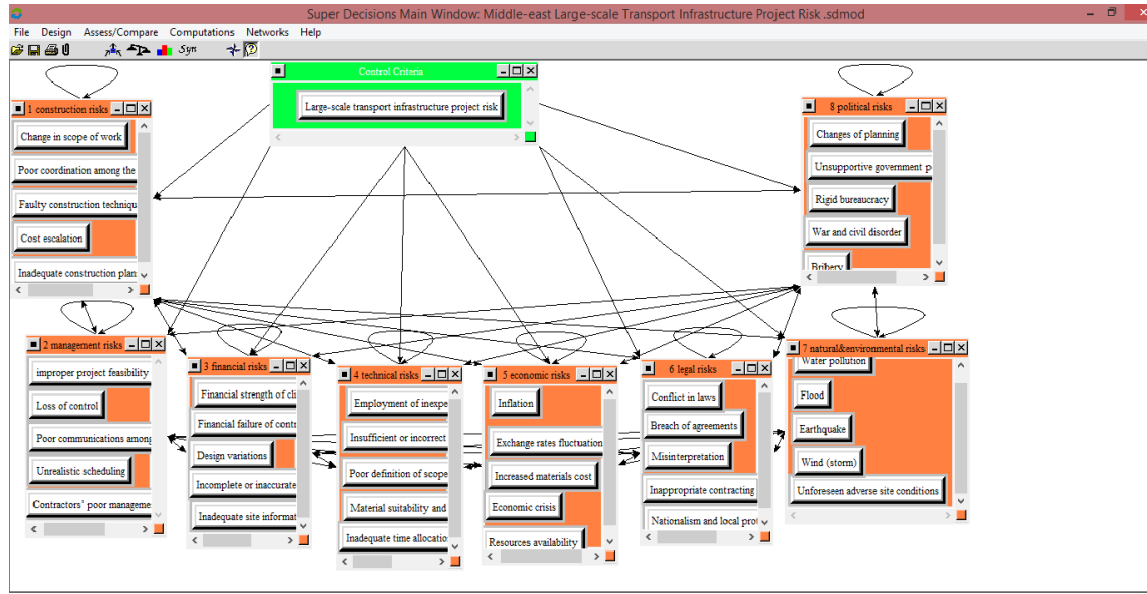 Super Decisions Main Window: Middle-east Large-scale Transport Infrastructure Project Risk .sdmod
File Design Assess/Compare Computations Networks Help
Syn
Control Criteria
Large-scale transport infrastructure project risk
1 construction risks
Change in scope of work
Poor coordination among the
Faulty construction techniqu
Cost escalation
Inadequate construction plan
8 political risks
Changes of planning
Unsupportive government p
Rigid bureaucracy
War and civil disorder
Bribery
2 management risks
improper project feasibility
Loss of control
Poor communications among
Unrealistic scheduling
Contractors" poor manageme
3 financial risks
Financial strength of cli
Financial failure of contr
Design variations
Incomplete or inaccurate
Inadequate site informat
4 technical risks
Employment of inexpe
Insufficient or incorrect
Poor definition of scope
Material suitability and
Inadequate time allocatio
5 economic risks
Inflation
Exchange rates fluctuation
Increased materials cost
Economic crisis
Resources availability
6 legal risks
Conflict in laws
Breach of agreements
Misinterpretation
Inappropriate contracting
Nationalism and local prot
7 natural&environmental risks
Water pollution
Flood
Earthquake
Wind (storm)
Unforeseen adverse site conditions